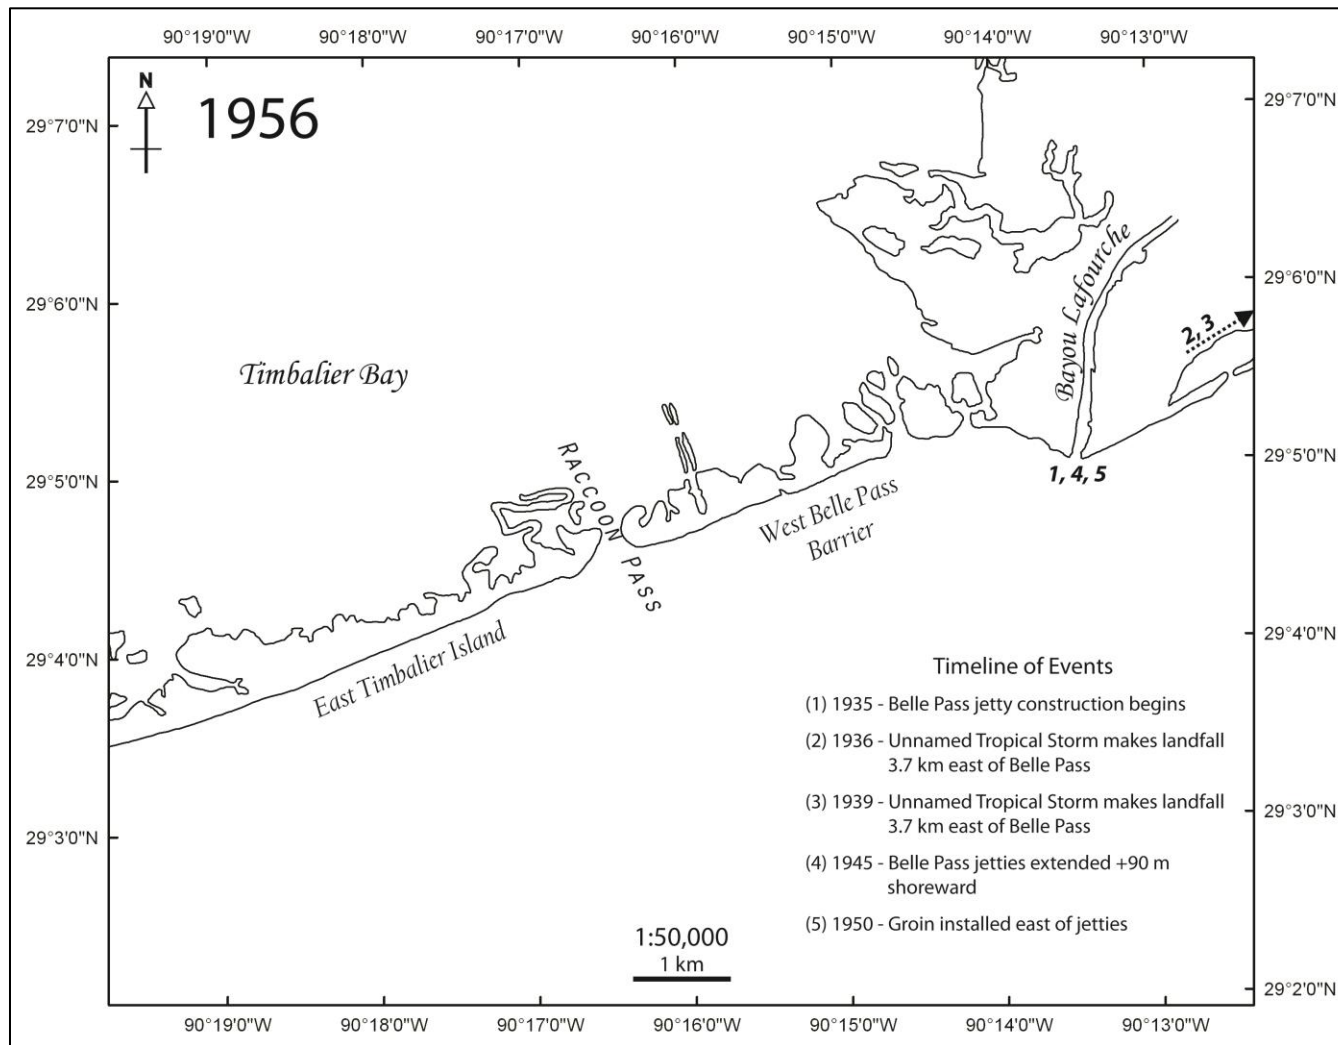 90°19'0"W 90°18'0"W 90°17'0"W 90°16'0"W 90°15'0"W 90°14'0"W 90°13'0"W
N
1956
29°7'0"N
29°7'0"N
29°6'0"N
29°6'0"N
Bayou Lafourche
2, 3
Timbalier Bay
29°5'0"N
29°5'0"N
1, 4, 5
RACCOON PASS
West Belle Pass
Barrier
29°4'0"N
29°4'0"N
East Timbalier Island
Timeline of Events
(1) 1935 - Belle Pass jetty construction begins
(2) 1936 - Unnamed Tropical Storm makes landfall
3.7 km east of Belle Pass
(3) 1939 - Unnamed Tropical Storm makes landfall
3.7 km east of Belle Pass
29°3'0"N
29°3'0"N
(4) 1945 - Belle Pass jetties extended +90 m
shoreward
(5) 1950 - Groin installed east of jetties
1:50,000
1 km
29°2'0"N
90°19'0"W 90°18'0"W 90°17'0"W 90°16'0"W 90°15'0"W 90°14'0"W 90°13'0"W